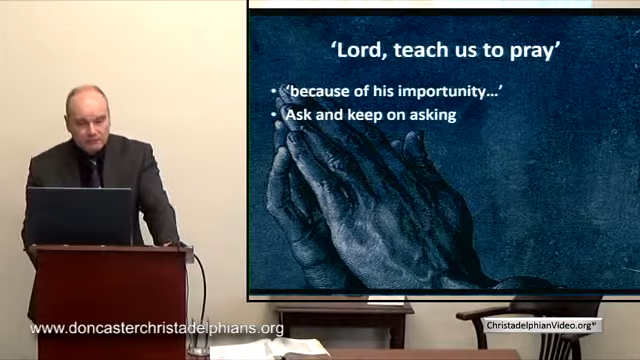 'Lord, teach us to pray'
• 'because of his importunity...'
• Ask and keep on asking
www.doncasterchristadelphians.org
ChristadelphianVideo.org